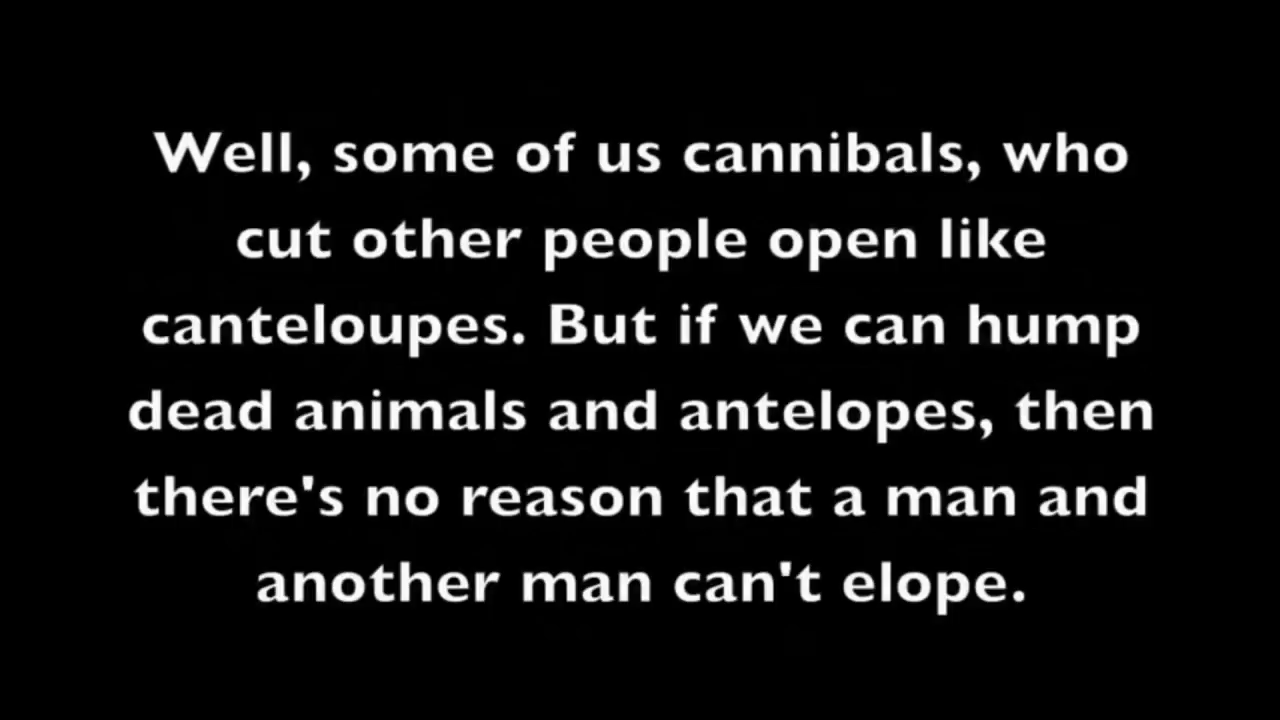 Well, some of us cannibals, who
cut other people open like
canteloupes. But if we can hump
dead animals and antelopes, then
there's no reason that a man and
another man can't elope.